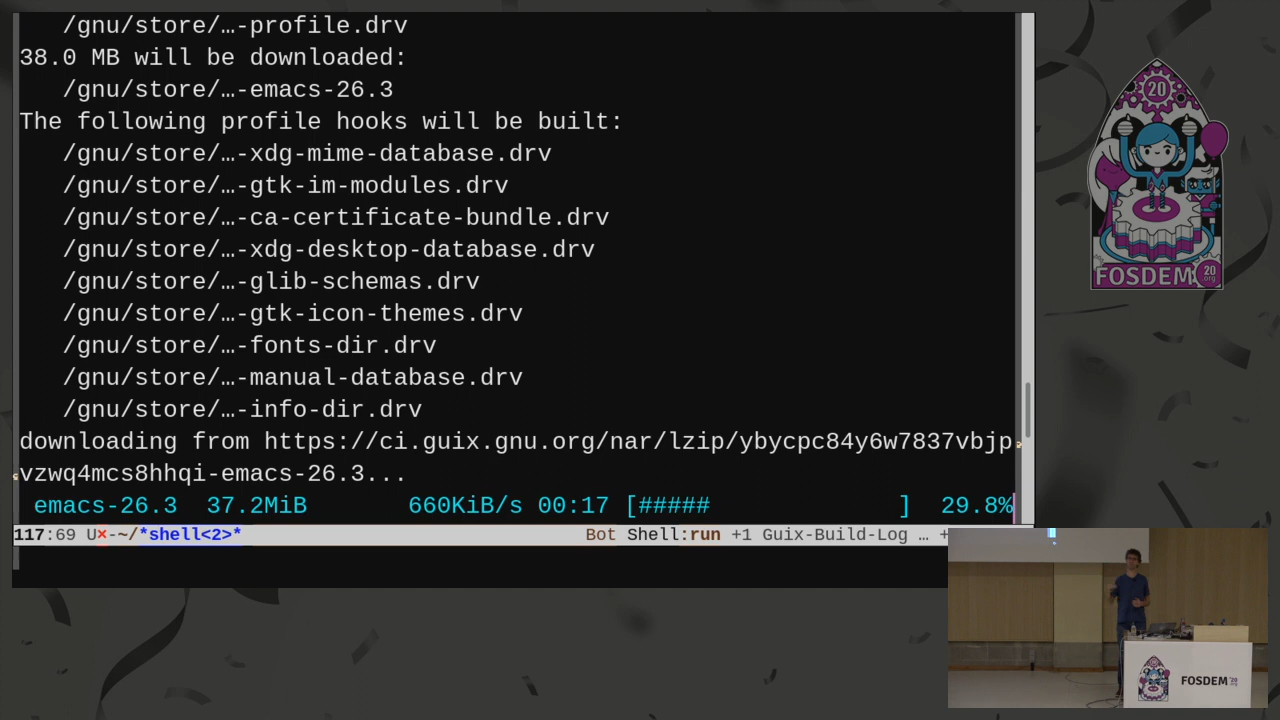 /gnu/store/…-profile.drv
38.0 MB will be downloaded:
/gnu/store/…-emacs-26.3
The following profile hooks will be built:
/gnu/store/…-xdg-mime-database.drv
/gnu/store/…-gtk-im-modules.drv
/gnu/store/…-ca-certificate-bundle.drv
/gnu/store/…-xdg-desktop-database.drv
/gnu/store/…-glib-schemas.drv
/gnu/store/…-gtk-icon-themes.drv
/gnu/store/…-fonts-dir.drv
/gnu/store/…-manual-database.drv
/gnu/store/…-info-dir.drv
downloading from https://ci.guix.gnu.org/nar/lzip/ybycpc84y6w7837vbjp
vzwq4mcs8hhqi-emacs-26.3...
emacs-26.3 37.2MiB 660KiB/s 00:17 [##### ] 29.8%
117:69 U×-~/*shell<2>* Bot Shell:run +1 Guix-Build-Log … +
20
FOSDEM
20
.org
FOSDEM'20
.org